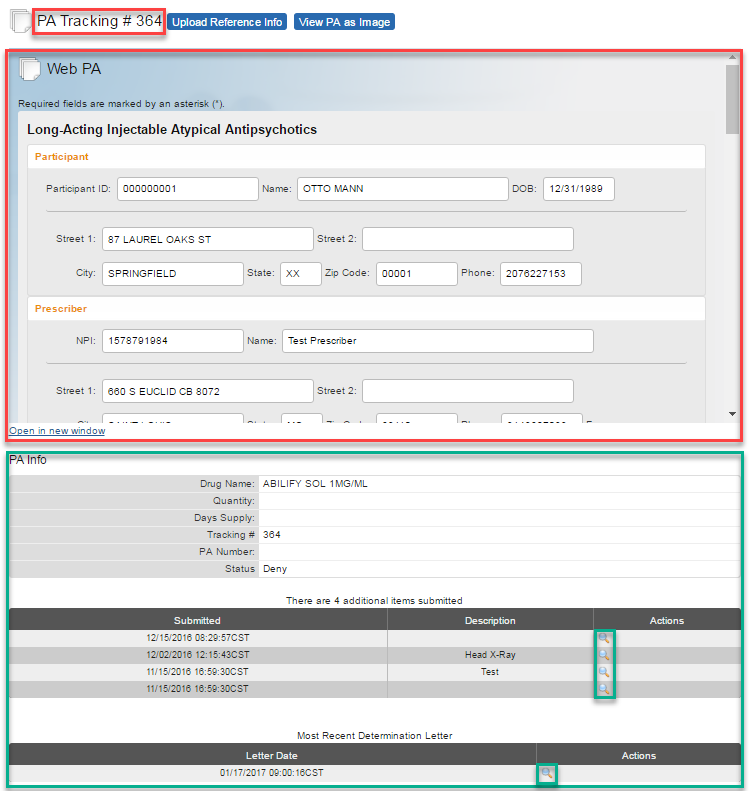 PA Tracking # 364 Upload Reference Info View PA as Image
Web PA
Required fields are marked by an asterisk (*).
Long-Acting Injectable Atypical Antipsychotics
Participant
Participant ID: 000000001 Name: OTTO MANN DOB: 12/31/1989
Street 1: 87 LAUREL OAKS ST Street 2:
City: SPRINGFIELD State: XX Zip Code: 00001 Phone: 2076227153
Prescriber
NPI: 1578791984 Name: Test Prescriber
Street 1: 660 S EUCLID CB 8072 Street 2:
Open in new window
PA Info
Drug Name: ABILIFY SOL 1MG/ML
Quantity:
Days Supply:
Tracking # 364
PA Number:
Status Deny
There are 4 additional items submitted
Submitted Description Actions
12/15/2016 08:29:57CST
12/02/2016 12:15:43CST Head X-Ray
11/15/2016 16:59:30CST Test
11/15/2016 16:59:30CST
Most Recent Determination Letter
Letter Date Actions
01/17/2017 09:00:16CST